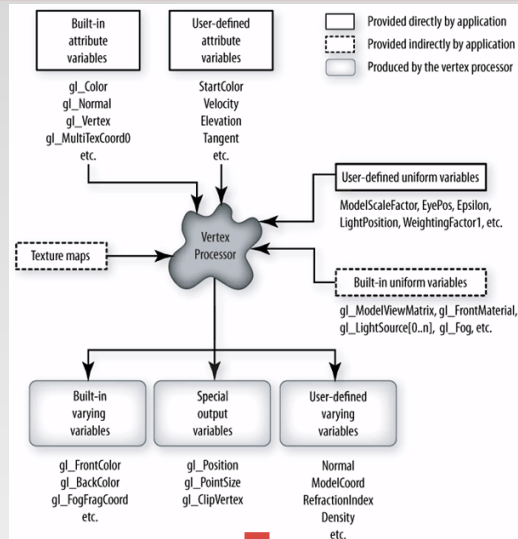 Built-in
attribute
variables
gl_Color
gl_Normal
gl_Vertex
gl_MultiTexCoord0
etc.
User-defined
attribute
variables
StartColor
Velocity
Elevation
Tangent
etc.
Provided directly by application
Provided indirectly by application
Produced by the vertex processor
User-defined uniform variables
ModelScaleFactor, EyePos, Epsilon,
LightPosition, WeightingFactor1, etc.
Vertex
Processor
Texture maps
Built-in uniform variables
gl_ModelViewMatrix, gl_FrontMaterial,
gl_LightSource[0..n], gl_Fog, etc.
Built-in
varying
variables
gl_FrontColor
gl_BackColor
gl_FogFragCoord
etc.
Special
output
variables
gl_Position
gl_PointSize
gl_ClipVertex
User-defined
varying
variables
Normal
ModelCoord
RefractionIndex
Density
etc.